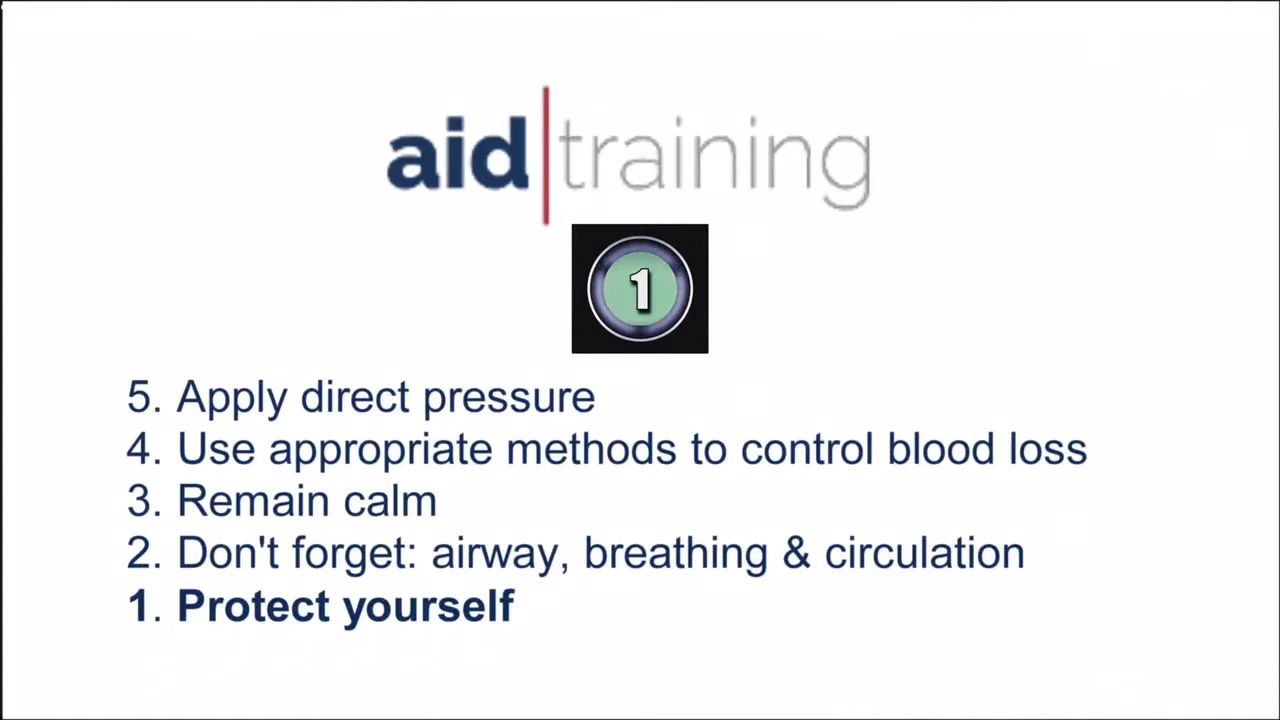 aid training
1
5. Apply direct pressure
4. Use appropriate methods to control blood loss
3. Remain calm
2. Don't forget: airway, breathing & circulation
1. Protect yourself